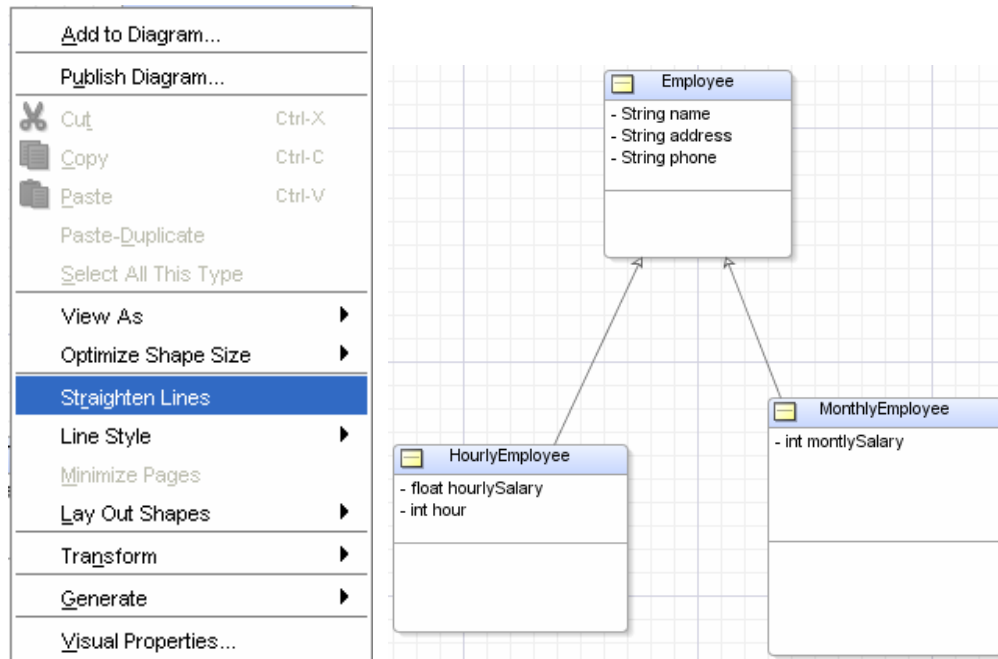 Add to Diagram...
Publish Diagram...
Cut Ctrl-X
Copy Ctrl-C
Paste Ctrl-V
Paste-Duplicate
Select All This Type
View As
Optimize Shape Size
Straighten Lines
Line Style
Minimize Pages
Lay Out Shapes
Transform
Generate
Visual Properties...
Employee
- String name
- String address
- String phone
HourlyEmployee
- float hourlySalary
- int hour
MonthlyEmployee
- int montlySalary